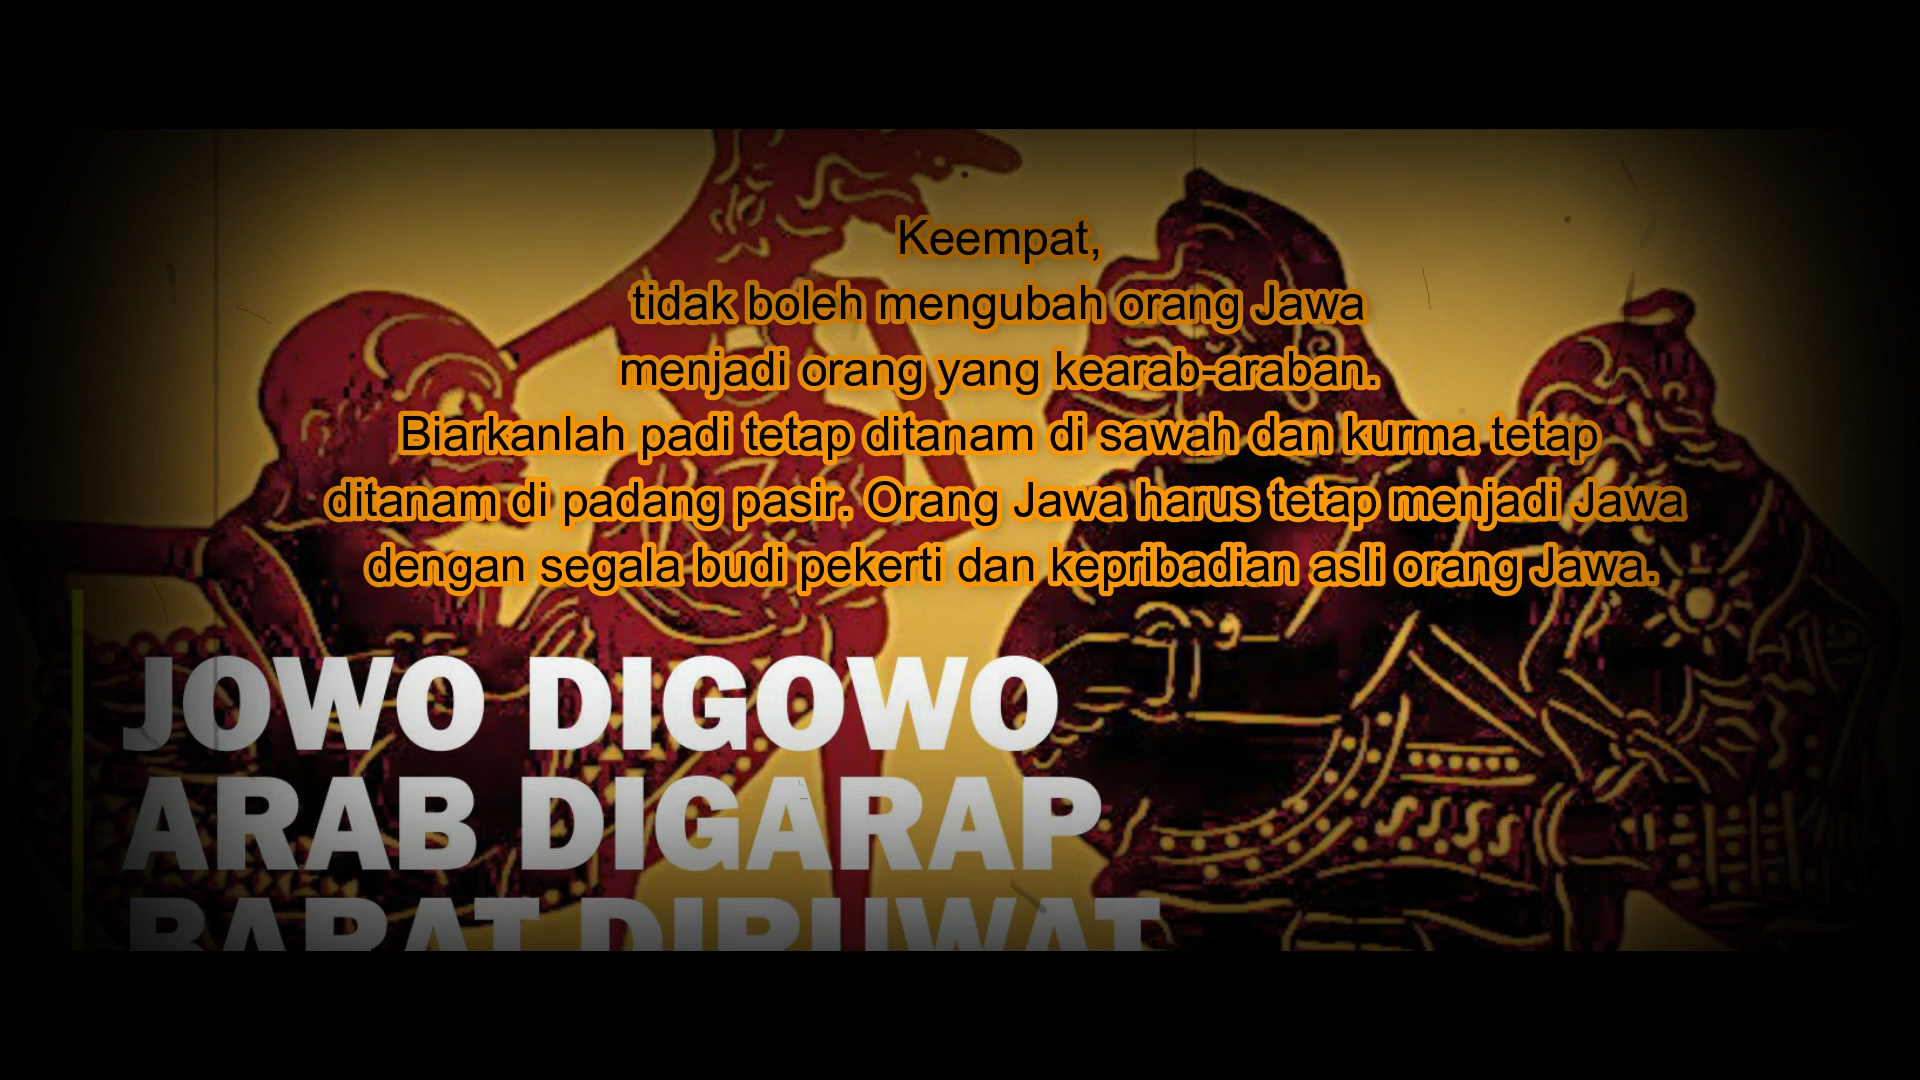 Keempat,
tidak boleh mengubah orang Jawa
menjadi orang yang kearab-araban.
Biarkanlah padi tetap ditanam di sawah dan kurma tetap
ditanam di padang pasir. Orang Jawa harus tetap menjadi Jawa
dengan segala budi pekerti dan kepribadian asli orang Jawa.
JOWO DIGOWO
ARAB DIGARAP
BARAT DIRUWAT